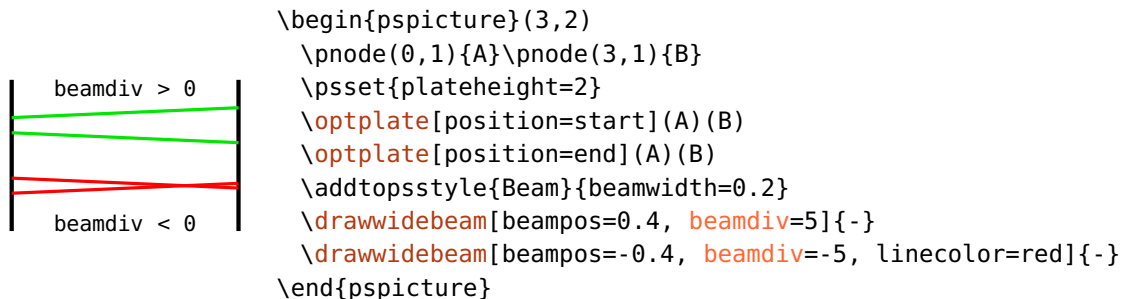 beamdiv > 0
beamdiv < 0
\begin{pspicture}(3,2)
  \pnode(0,1){A}\pnode(3,1){B}
  \psset{plateheight=2}
  \optplate[position=start](A)(B)
  \optplate[position=end](A)(B)
  \addtopsstyle{Beam}{beamwidth=0.2}
  \drawwidebeam[beampos=0.4, beamdiv=5]{-}
  \drawwidebeam[beampos=-0.4, beamdiv=-5, linecolor=red]{-}
\end{pspicture}